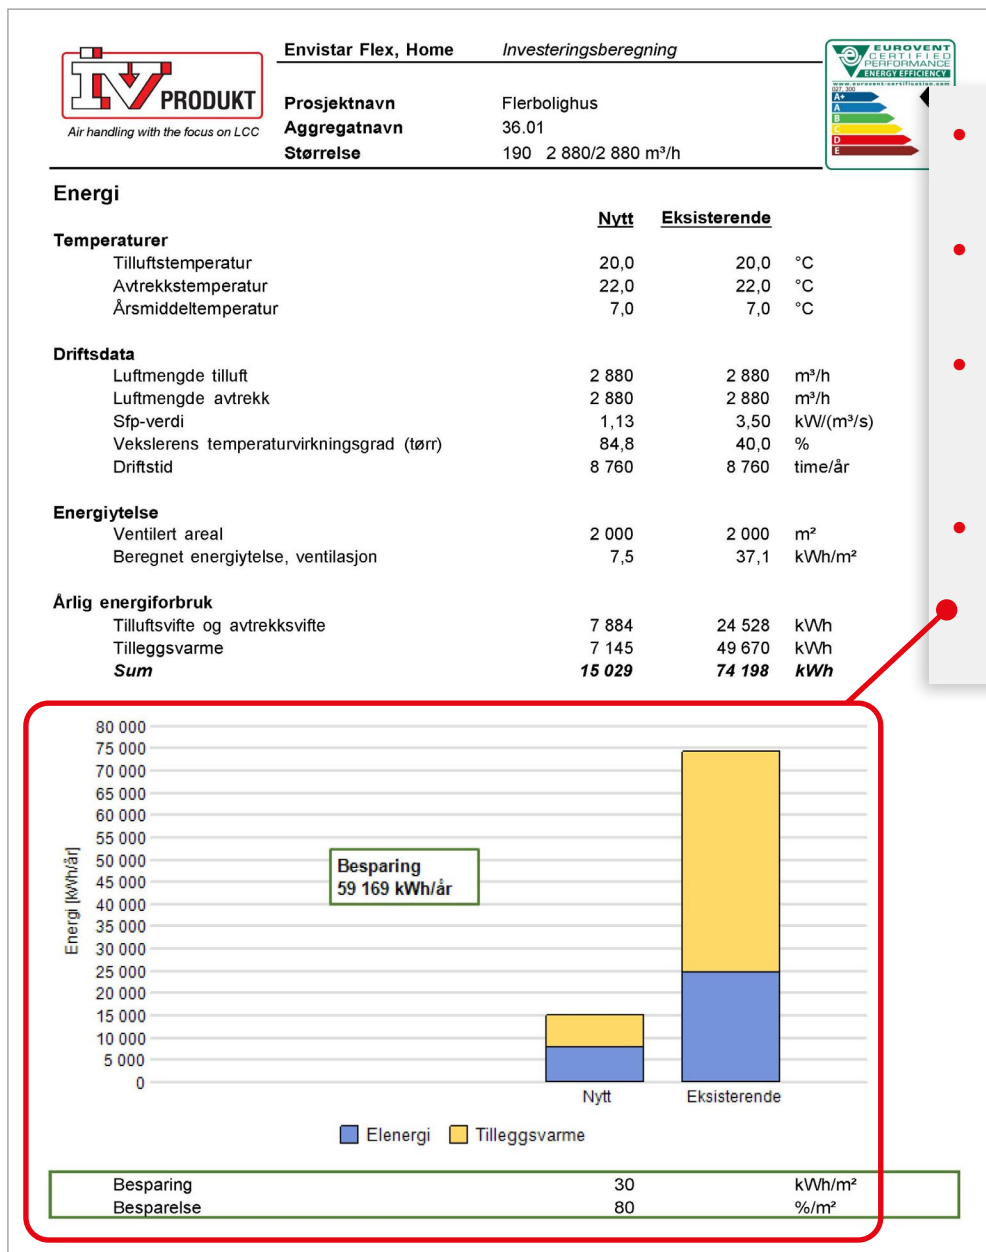 IV PRODUKT
Air handling with the focus on LCC
Envistar Flex, Home Investeringsberegning
Prosjektnavn Flerbolighus
Aggregatnavn 36.01
Størrelse 190 2 880/2 880 m³/h
EUROVENT
CERTIFIED
PERFORMANCE
ENERGY EFFICIENCY
www.eurovent-certification.com
027, 300
A+
A
B
C
D
E
Energi
Nytt Eksisterende
Temperaturer
Tilluftstemperatur 20,0 20,0 °C
Avtrekkstemperatur 22,0 22,0 °C
Årsmiddeltemperatur 7,0 7,0 °C
Driftsdata
Luftmengde tilluft 2 880 2 880 m³/h
Luftmengde avtrekk 2 880 2 880 m³/h
Sfp-verdi 1,13 3,50 kW/(m³/s)
Vekslerens temperaturvirkningsgrad (tørr) 84,8 40,0 %
Driftstid 8 760 8 760 time/år
Energiytelse
Ventilert areal 2 000 2 000 m²
Beregnet energiytelse, ventilasjon 7,5 37,1 kWh/m²
Årlig energiforbruk
Tilluftsvifte og avtrekksvifte 7 884 24 528 kWh
Tilleggsvarme 7 145 49 670 kWh
Sum 15 029 74 198 kWh
80 000
75 000
70 000
65 000
60 000
55 000
50 000
45 000
40 000
35 000
30 000
25 000
20 000
15 000
10 000
5 000
0
Energi [kWh/år]
Besparing
59 169 kWh/år
Nytt Eksisterende
Elenergi Tilleggsvarme
Besparing 30 kWh/m²
Besparelse 80 %/m²